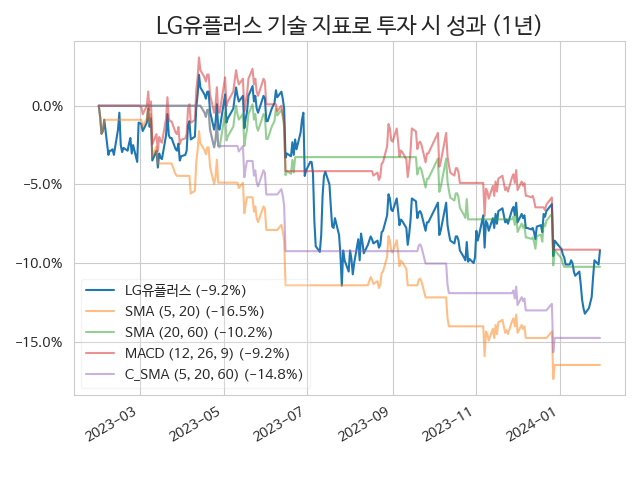 LG유플러스 기술 지표로 투자 시 성과 (1년)
0.0%
−5.0%
−10.0%
−15.0%
LG유플러스 (−9.2%)
SMA (5, 20) (−16.5%)
SMA (20, 60) (−10.2%)
MACD (12, 26, 9) (−9.2%)
C_SMA (5, 20, 60) (−14.8%)
2023−03
2023−05
2023−07
2023−09
2023−11
2024−01